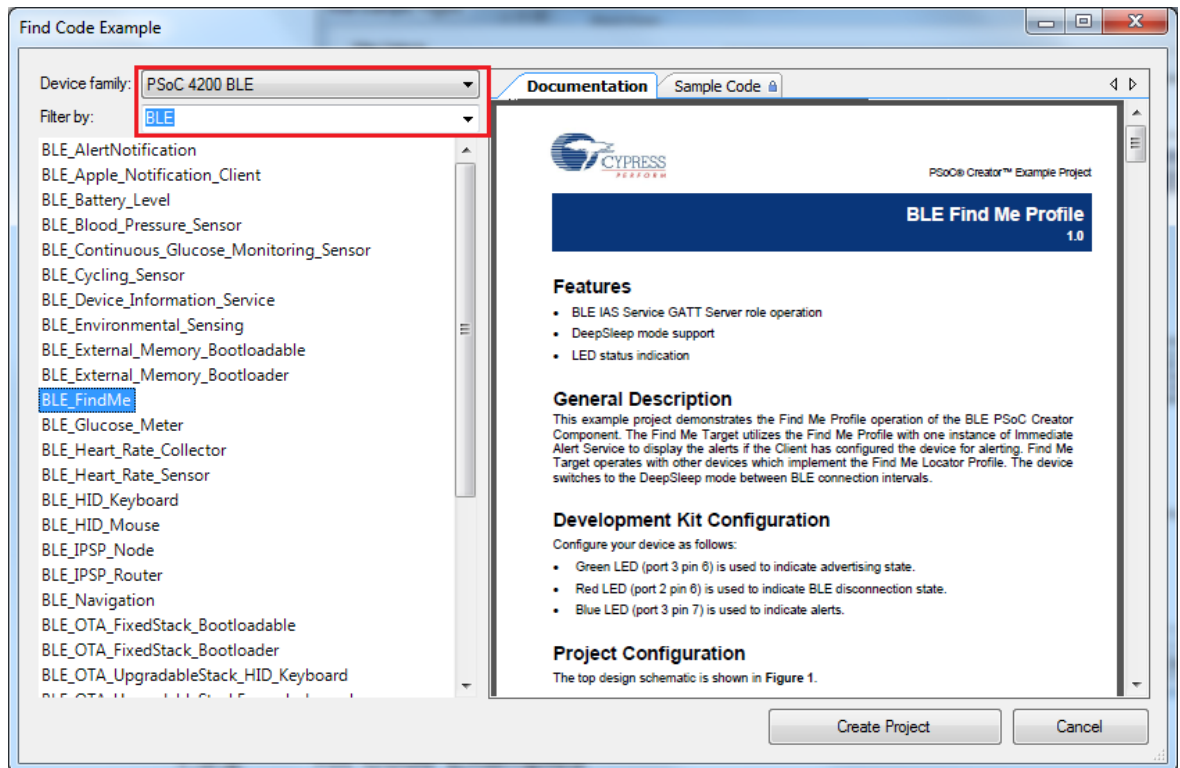 Find Code Example
Device family: PSoC 4200 BLE
Filter by: BLE
BLE_AlertNotification
BLE_Apple_Notification_Client
BLE_Battery_Level
BLE_Blood_Pressure_Sensor
BLE_Continuous_Glucose_Monitoring_Sensor
BLE_Cycling_Sensor
BLE_Device_Information_Service
BLE_Environmental_Sensing
BLE_External_Memory_Bootloadable
BLE_External_Memory_Bootloader
BLE_FindMe
BLE_Glucose_Meter
BLE_Heart_Rate_Collector
BLE_Heart_Rate_Sensor
BLE_HID_Keyboard
BLE_HID_Mouse
BLE_IPSP_Node
BLE_IPSP_Router
BLE_Navigation
BLE_OTA_FixedStack_Bootloadable
BLE_OTA_FixedStack_Bootloader
BLE_OTA_UpgradableStack_HID_Keyboard
Documentation Sample Code
CYPRESS
PERFORM
PSoC® Creator™ Example Project
BLE Find Me Profile
1.0
Features
• BLE IAS Service GATT Server role operation
• DeepSleep mode support
• LED status indication
General Description
This example project demonstrates the Find Me Profile operation of the BLE PSoC Creator
Component. The Find Me Target utilizes the Find Me Profile with one instance of Immediate
Alert Service to display the alerts if the Client has configured the device for alerting. Find Me
Target operates with other devices which implement the Find Me Locator Profile. The device
switches to the DeepSleep mode between BLE connection intervals.
Development Kit Configuration
Configure your device as follows:
• Green LED (port 3 pin 6) is used to indicate advertising state.
• Red LED (port 2 pin 6) is used to indicate BLE disconnection state.
• Blue LED (port 3 pin 7) is used to indicate alerts.
Project Configuration
The top design schematic is shown in Figure 1.
Create Project
Cancel